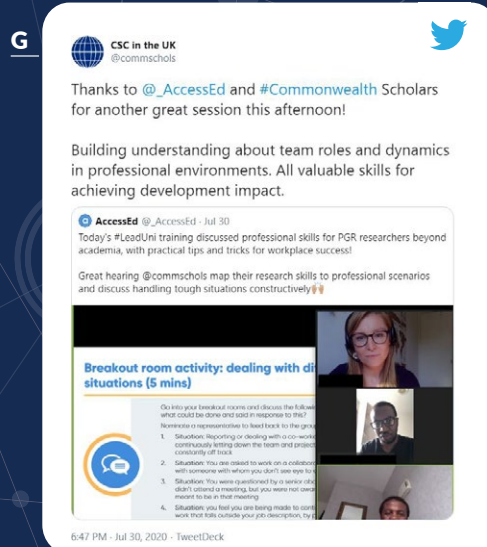 G
CSC in the UK
@commschols
Thanks to @_AccessEd and #Commonwealth Scholars
for another great session this afternoon!
Building understanding about team roles and dynamics
in professional environments. All valuable skills for
achieving development impact.
AccessEd @_AccessEd · Jul 30
Today's #LeadUni training discussed professional skills for PGR researchers beyond
academia, with practical tips and tricks for workplace success!
Great hearing @commschols map their research skills to professional scenarios
and discuss handling tough situations constructively🙌🏽
Breakout room activity: dealing with di
situations (5 mins)
Go into your breakout rooms and discuss the followi
what could be done and said in response to this?
Nominate a representative to feed back to the grou
1. Situation: Reporting or dealing with a co-worke
continuously letting down the team and project
constantly off track
2. Situation: You are asked to work on a collabor
with someone with whom you don't see eye to
3. Situation: You were questioned by a senior abo
didn't attend a meeting, but you were not awar
meant to be in that meeting
4. Situation: you feel you are being made to cont
work that falls outside your job description, by p
6:47 PM · Jul 30, 2020 · TweetDeck